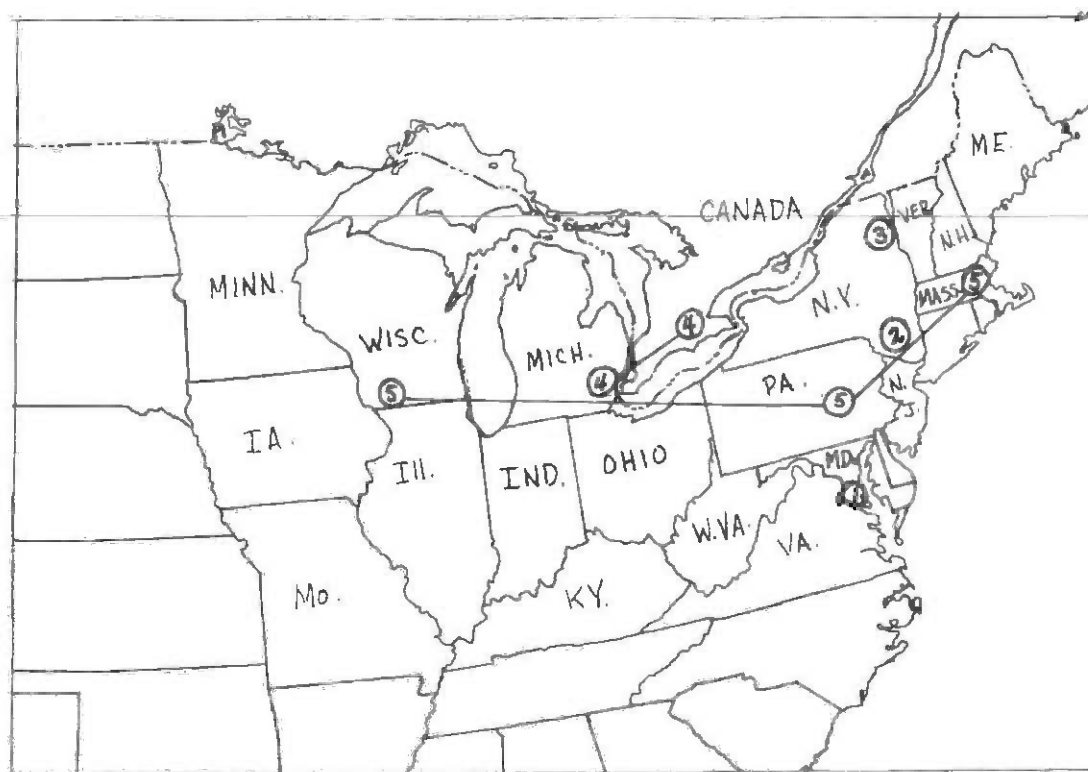 ME.
CANADA
VER
N.H.
3
MINN.
MASS.
5
N.Y.
WISC.
4
MICH.
2
4
PA.
5
N.
J.
5
IA.
Ill.
IND.
OHIO
MD.
1
W.VA.
VA.
Mo.
KY.